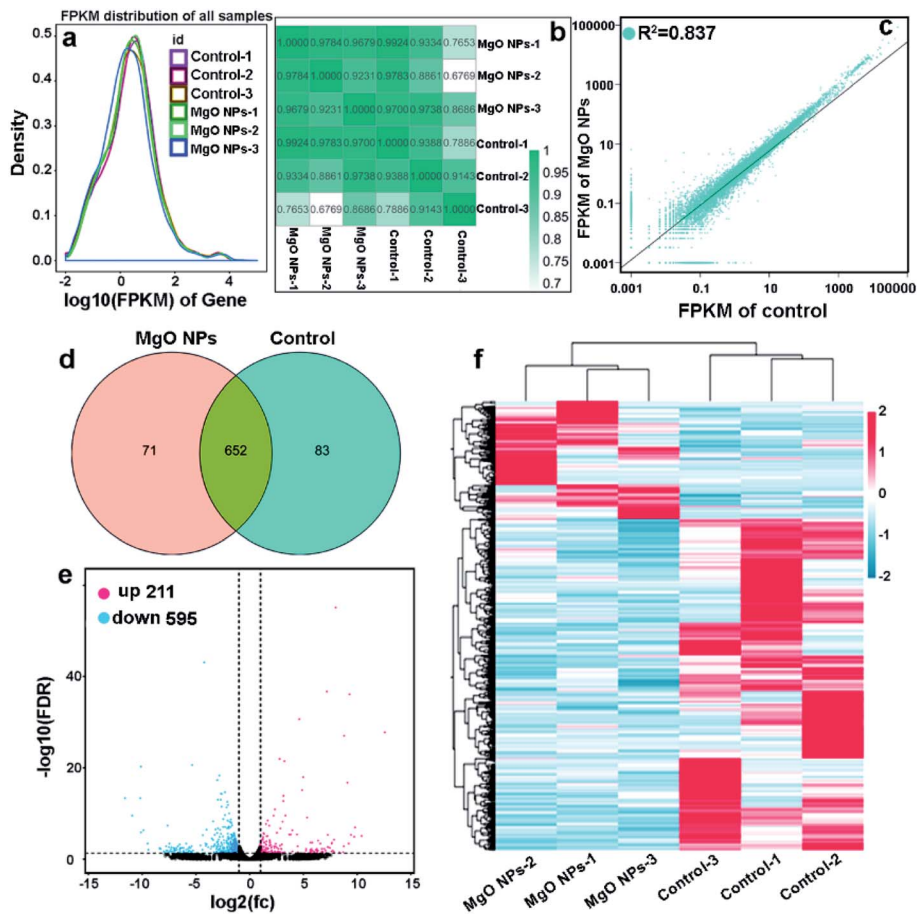 FPKM distribution of all samples
a
id
Control-1
Control-2
Control-3
MgO NPs-1
MgO NPs-2
MgO NPs-3
Density
0.5
0.4
0.3
0.2
0.1
0.0
-2 0 2 4
log10(FPKM) of Gene
b
1.0000 0.9784 0.9679 0.9924 0.9334 0.7653 MgO NPs-1
0.9784 1.0000 0.9231 0.9783 0.8861 0.6769 MgO NPs-2
0.9679 0.9231 1.0000 0.9700 0.9738 0.8686 MgO NPs-3
0.9924 0.9783 0.9700 1.0000 0.9388 0.7886 Control-1
0.9334 0.8861 0.9738 0.9388 1.0000 0.9143 Control-2
0.7653 0.6769 0.8686 0.7886 0.9143 1.0000 Control-3
MgO NPs-1
MgO NPs-2
MgO NPs-3
Control-1
Control-2
Control-3
1
0.95
0.9
0.85
0.8
0.75
0.7
c
R²=0.837
FPKM of MgO NPs
100000
1000
10
0.1
0.001
0.001 0.1 10 1000 100000
FPKM of control
d
MgO NPs Control
71 652 83
e
up 211
down 595
-log10(FDR)
40
20
0
-15 -10 -5 0 5 10 15
log2(fc)
f
2
1
0
-1
-2
MgO NPs-2
MgO NPs-1
MgO NPs-3
Control-3
Control-1
Control-2